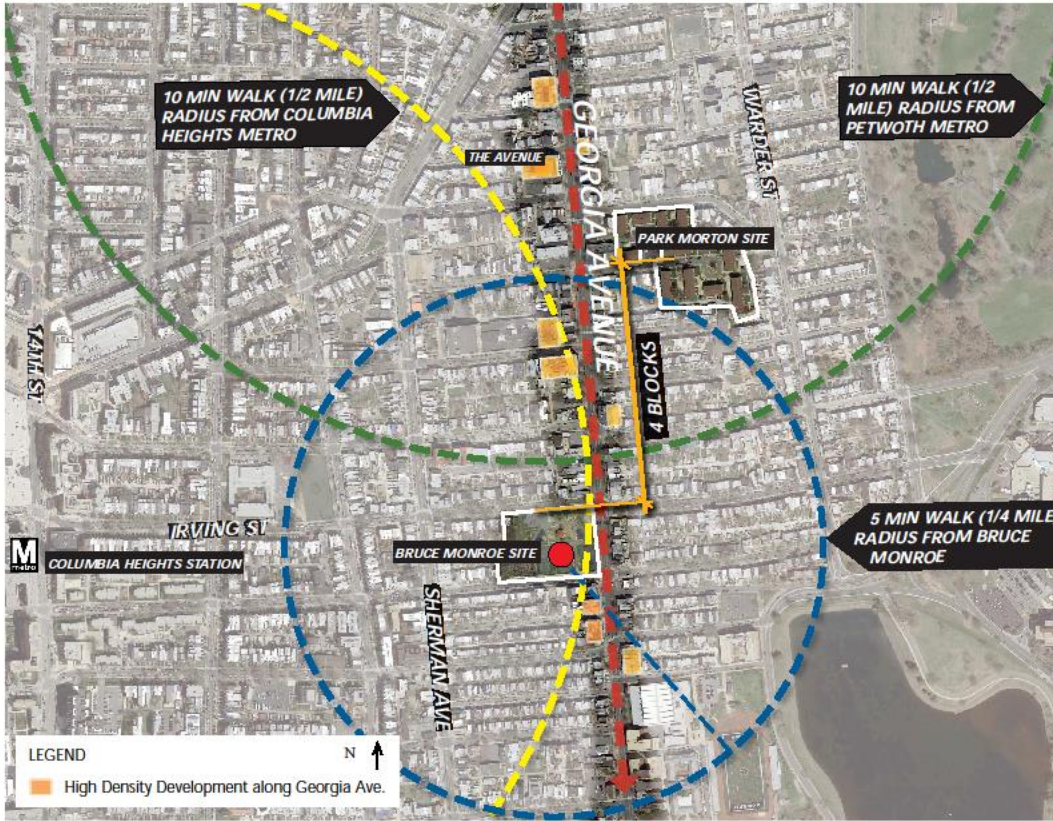 10 MIN WALK (1/2 MILE)
RADIUS FROM COLUMBIA
HEIGHTS METRO
10 MIN WALK (1/2
MILE) RADIUS FROM
PETWOTH METRO
GEORGIA AVENUE
WARDER ST
THE AVENUE
PARK MORTON SITE
14TH ST
4 BLOCKS
IRVING ST
5 MIN WALK (1/4 MILE
RADIUS FROM BRUCE
MONROE
M
metro
COLUMBIA HEIGHTS STATION
BRUCE MONROE SITE
SHERMAN AVE
LEGEND
N
High Density Development along Georgia Ave.